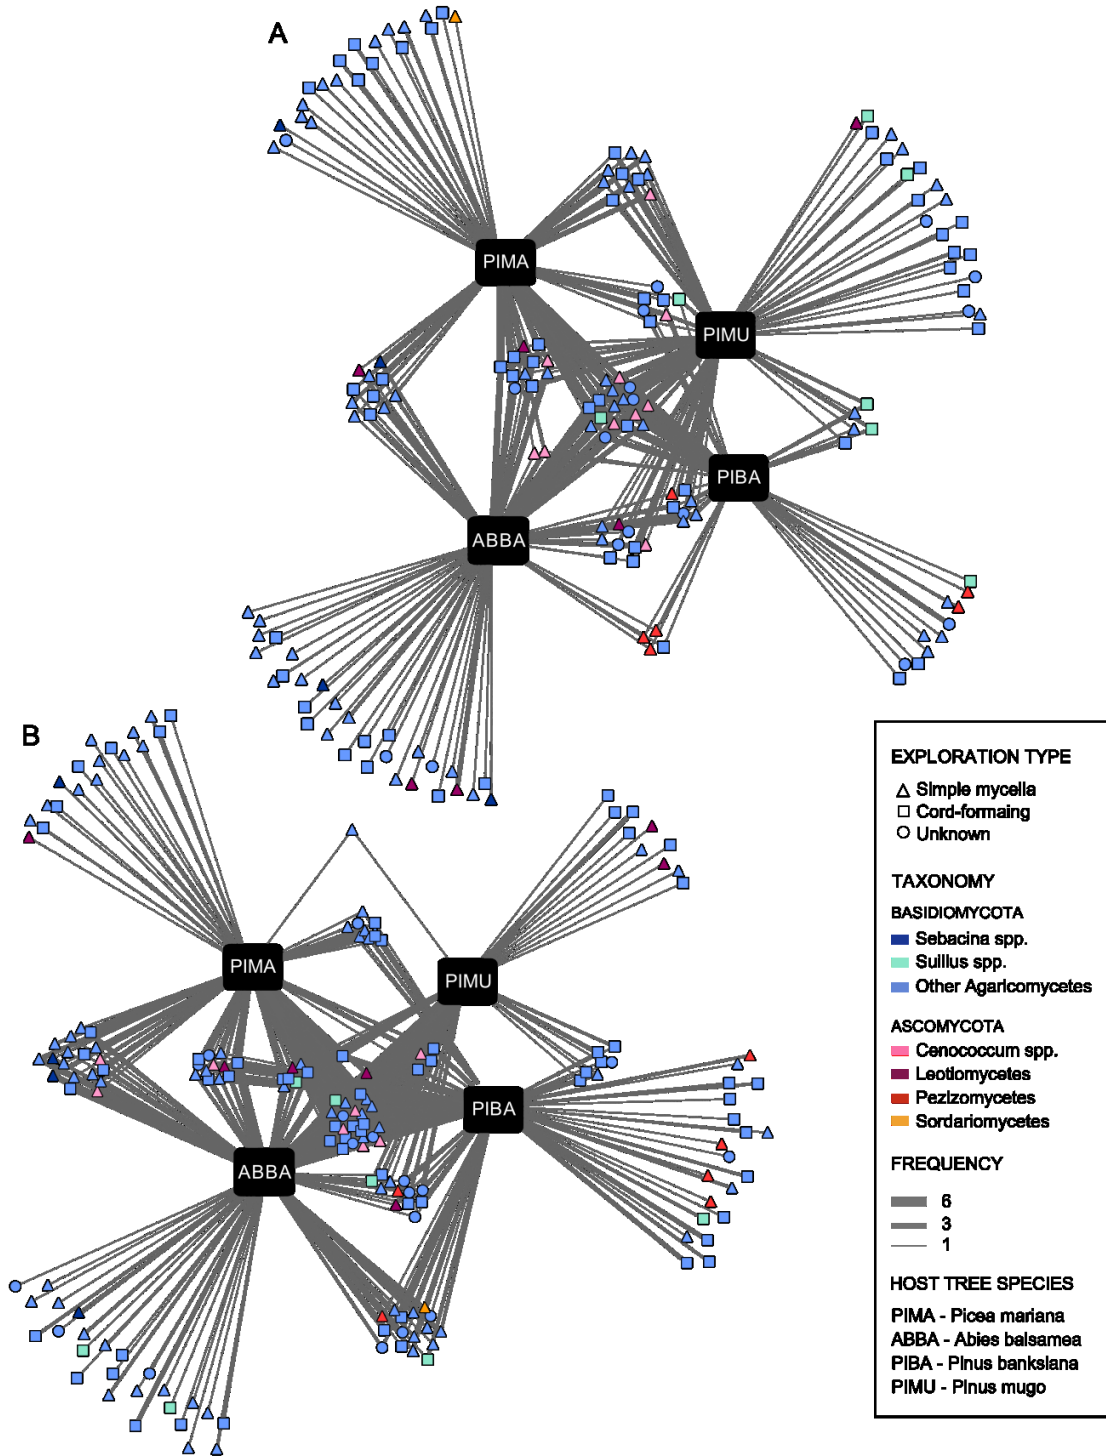 A
PIMA
PIMU
PIBA
ABBA
B
PIMA
PIMU
PIBA
ABBA
EXPLORATION TYPE
Simple mycelia
Cord-formaing
Unknown
TAXONOMY
BASIDIOMYCOTA
Sebacina spp.
Suillus spp.
Other Agaricomycetes
ASCOMYCOTA
Cenococcum spp.
Leotiomycetes
Pezizomycetes
Sordariomycetes
FREQUENCY
6
3
1
HOST TREE SPECIES
PIMA - Picea mariana
ABBA - Abies balsamea
PIBA - Pinus banksiana
PIMU - Pinus mugo